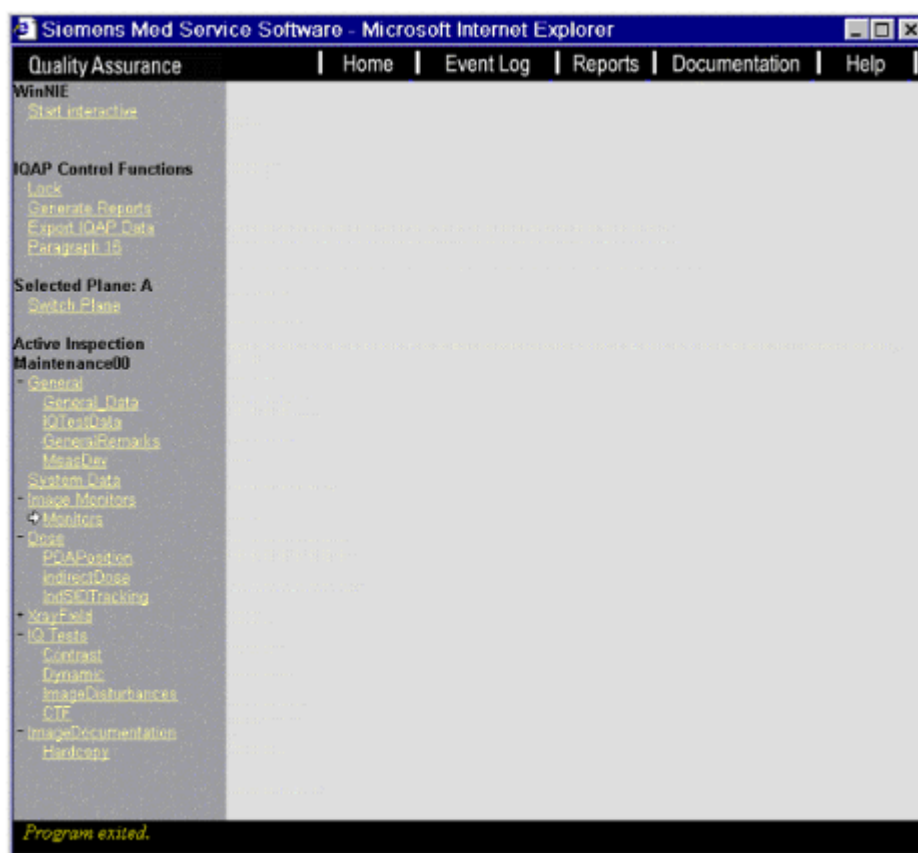 Siemens Med Service Software - Microsoft Internet Explorer
Quality Assurance | Home | Event Log | Reports | Documentation | Help |
WinNIE
Start interactive
IQAP Control Functions
Lock
Generate Reports
Export IQAP Data
Paragraph 16
Selected Plane: A
Switch Plane
Active Inspection
Maintenance00
- General
General_Data
IQTestData
GeneralRemarks
MeasDev
System Data
- Image Monitors
Monitors
- Dose
PDAPosition
IndirectDose
IndSIDTracking
+ XrayField
- IQ Tests
Contrast
Dynamic
ImageDisturbances
CTF
- ImageDocumentation
Hardcopy
Program exited.